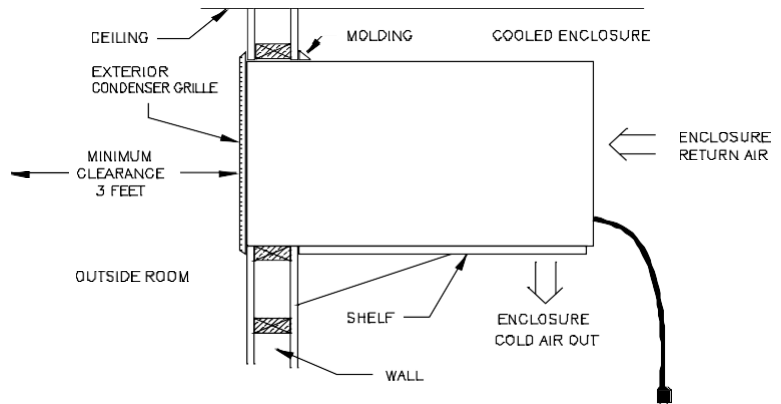 CEILING
MOLDING
COOLED ENCLOSURE
EXTERIOR
CONDENSER GRILLE
ENCLOSURE
RETURN AIR
MINIMUM
CLEARANCE
3 FEET
OUTSIDE ROOM
SHELF
ENCLOSURE
COLD AIR OUT
WALL